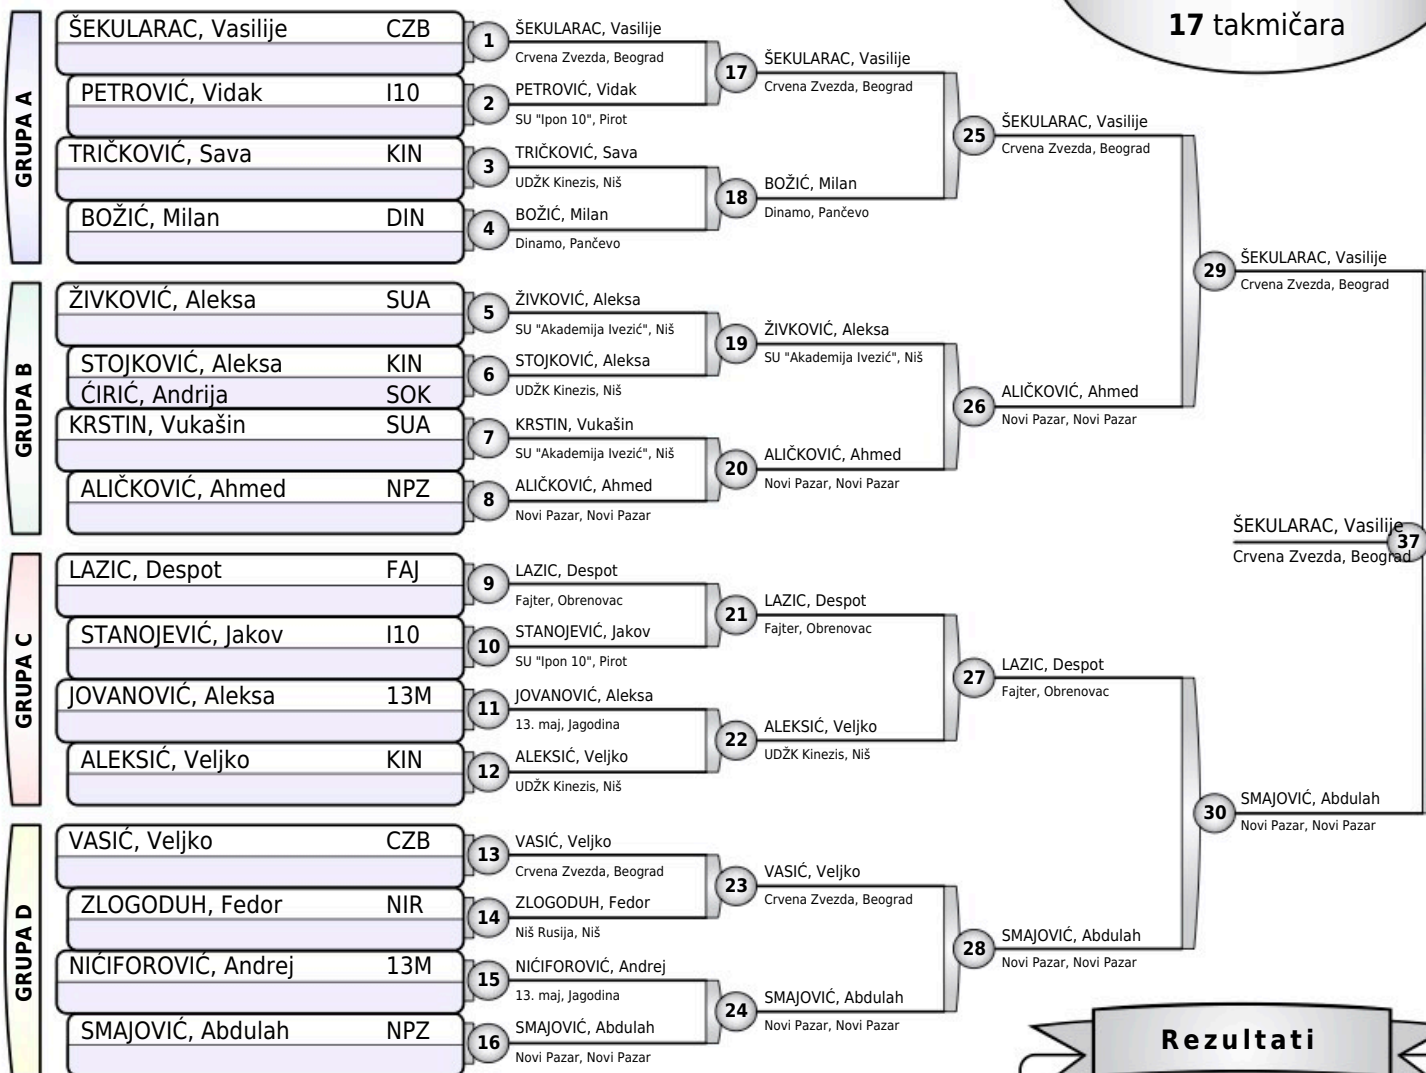 17 takmičara
GRUPA A
ŠEKULARAC, Vasilije CZB
PETROVIĆ, Vidak I10
TRIČKOVIĆ, Sava KIN
BOŽIĆ, Milan DIN
GRUPA B
ŽIVKOVIĆ, Aleksa SUA
STOJKOVIĆ, Aleksa KIN
ĆIRIĆ, Andrija SOK
KRSTIN, Vukašin SUA
ALIČKOVIĆ, Ahmed NPZ
GRUPA C
LAZIC, Despot FAJ
STANOJEVIĆ, Jakov I10
JOVANOVIĆ, Aleksa 13M
ALEKSIĆ, Veljko KIN
GRUPA D
VASIĆ, Veljko CZB
ZLOGODUH, Fedor NIR
NIĆIFOROVIĆ, Andrej 13M
SMAJOVIĆ, Abdulah NPZ
1 ŠEKULARAC, Vasilije
Crvena Zvezda, Beograd
2 PETROVIĆ, Vidak
SU "Ipon 10", Pirot
3 TRIČKOVIĆ, Sava
UDŽK Kinezis, Niš
4 BOŽIĆ, Milan
Dinamo, Pančevo
5 ŽIVKOVIĆ, Aleksa
SU "Akademija Ivezić", Niš
6 STOJKOVIĆ, Aleksa
UDŽK Kinezis, Niš
7 KRSTIN, Vukašin
SU "Akademija Ivezić", Niš
8 ALIČKOVIĆ, Ahmed
Novi Pazar, Novi Pazar
9 LAZIC, Despot
Fajter, Obrenovac
10 STANOJEVIĆ, Jakov
SU "Ipon 10", Pirot
11 JOVANOVIĆ, Aleksa
13. maj, Jagodina
12 ALEKSIĆ, Veljko
UDŽK Kinezis, Niš
13 VASIĆ, Veljko
Crvena Zvezda, Beograd
14 ZLOGODUH, Fedor
Niš Rusija, Niš
15 NIĆIFOROVIĆ, Andrej
13. maj, Jagodina
16 SMAJOVIĆ, Abdulah
Novi Pazar, Novi Pazar
17 ŠEKULARAC, Vasilije
Crvena Zvezda, Beograd
18 BOŽIĆ, Milan
Dinamo, Pančevo
19 ŽIVKOVIĆ, Aleksa
SU "Akademija Ivezić", Niš
20 ALIČKOVIĆ, Ahmed
Novi Pazar, Novi Pazar
21 LAZIC, Despot
Fajter, Obrenovac
22 ALEKSIĆ, Veljko
UDŽK Kinezis, Niš
23 VASIĆ, Veljko
Crvena Zvezda, Beograd
24 SMAJOVIĆ, Abdulah
Novi Pazar, Novi Pazar
25 ŠEKULARAC, Vasilije
Crvena Zvezda, Beograd
26 ALIČKOVIĆ, Ahmed
Novi Pazar, Novi Pazar
27 LAZIC, Despot
Fajter, Obrenovac
28 SMAJOVIĆ, Abdulah
Novi Pazar, Novi Pazar
29 ŠEKULARAC, Vasilije
Crvena Zvezda, Beograd
30 SMAJOVIĆ, Abdulah
Novi Pazar, Novi Pazar
ŠEKULARAC, Vasilije 37
Crvena Zvezda, Beograd
Rezultati